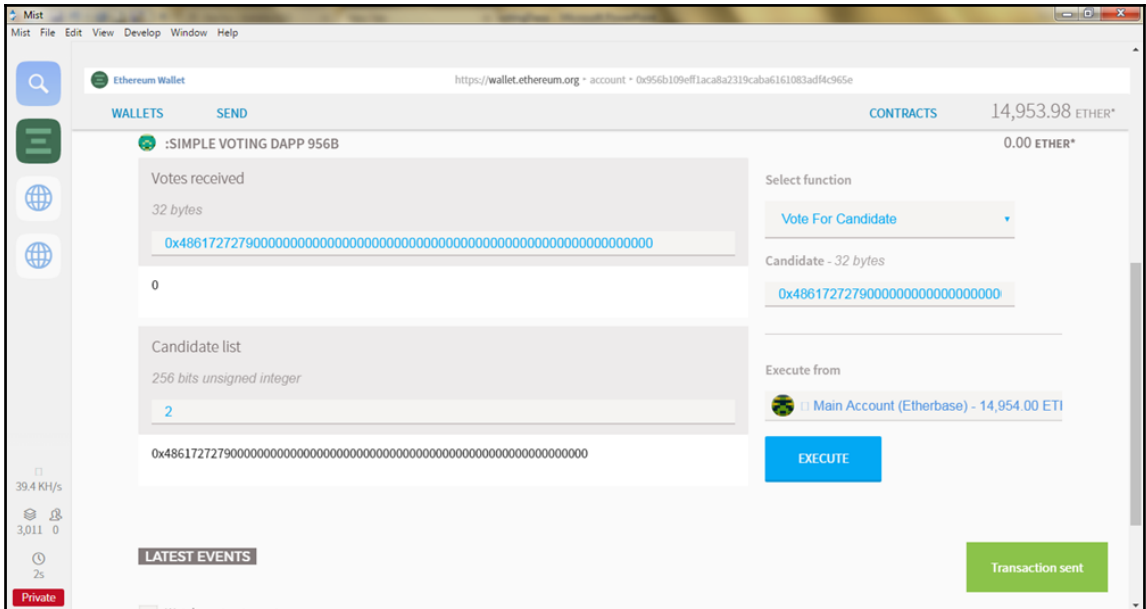 Mist
Mist File Edit View Develop Window Help
Ethereum Wallet
https://wallet.ethereum.org • account • 0x956b109eff1aca8a2319caba6161083adf4c965e
WALLETS SEND CONTRACTS 14,953.98 ETHER*
:SIMPLE VOTING DAPP 956B 0.00 ETHER*
Votes received
32 bytes
0x4861727279000000000000000000000000000000000000000000000000000000
0
Candidate list
256 bits unsigned integer
2
0x4861727279000000000000000000000000000000000000000000000000000000
Select function
Vote For Candidate
Candidate - 32 bytes
0x486172727900000000000000000
Execute from
Main Account (Etherbase) - 14,954.00 ETI
EXECUTE
39.4 KH/s
3,011 0
2s
Private
LATEST EVENTS
Transaction sent